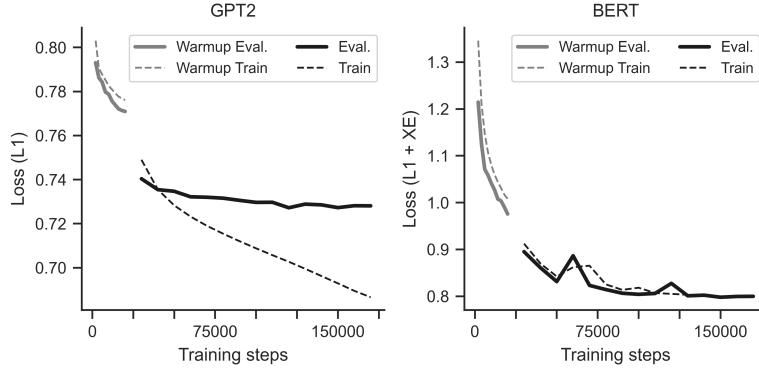 GPT2
Warmup Eval.
Warmup Train
Eval.
Train
Loss (L1)
0.80
0.78
0.76
0.74
0.72
0.70
0
75000
150000
Training steps
BERT
Warmup Eval.
Warmup Train
Eval.
Train
Loss (L1 + XE)
1.3
1.2
1.1
1.0
0.9
0.8
0
75000
150000
Training steps